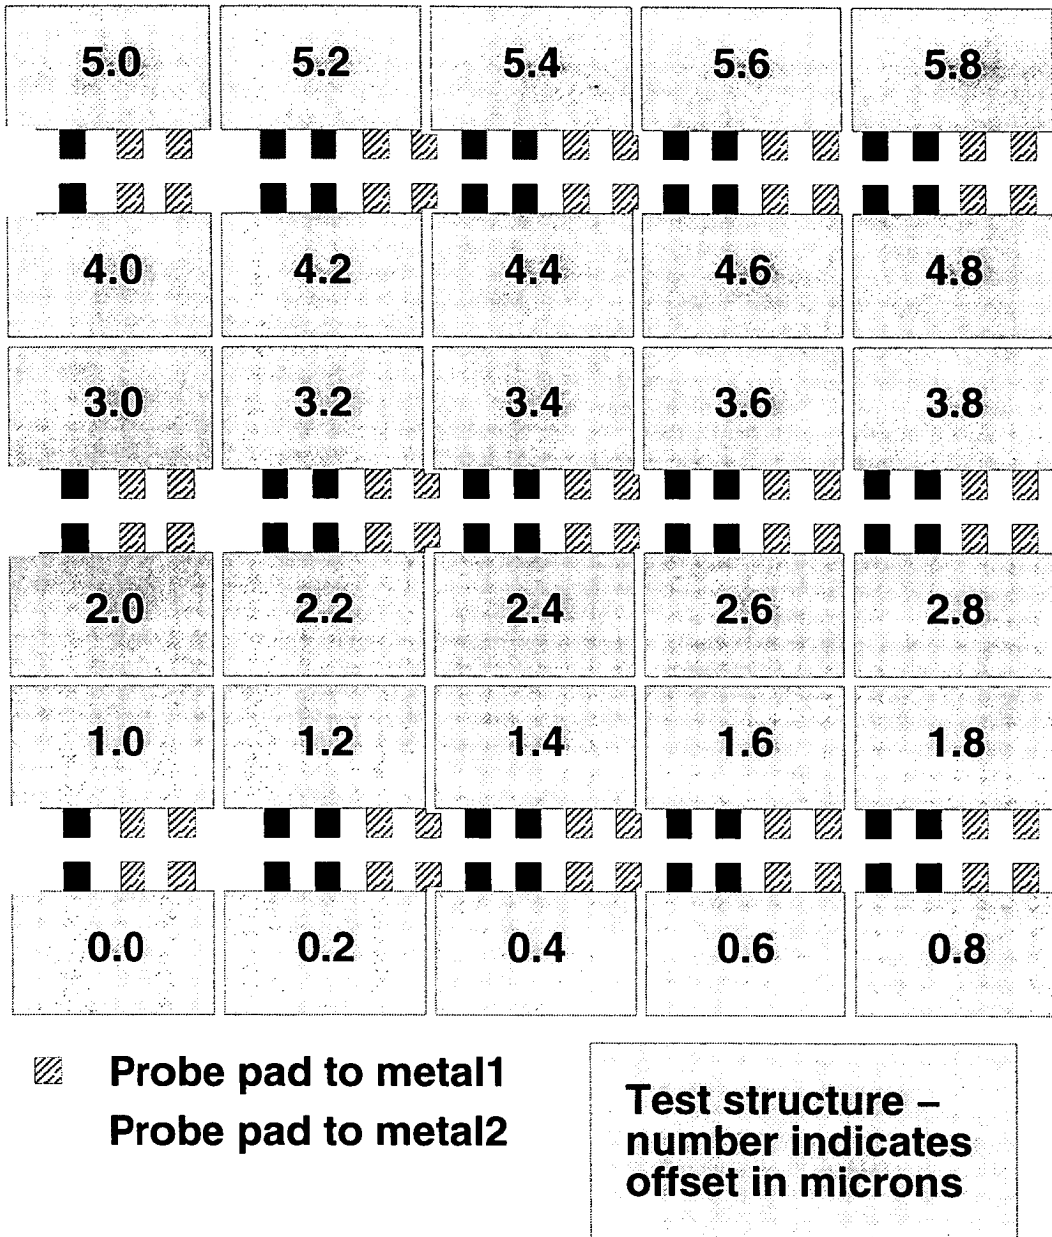 5.0 5.2 5.4 5.6 5.8
4.0 4.2 4.4 4.6 4.8
3.0 3.2 3.4 3.6 3.8
2.0 2.2 2.4 2.6 2.8
1.0 1.2 1.4 1.6 1.8
0.0 0.2 0.4 0.6 0.8
Probe pad to metal1
Probe pad to metal2
Test structure –
number indicates
offset in microns